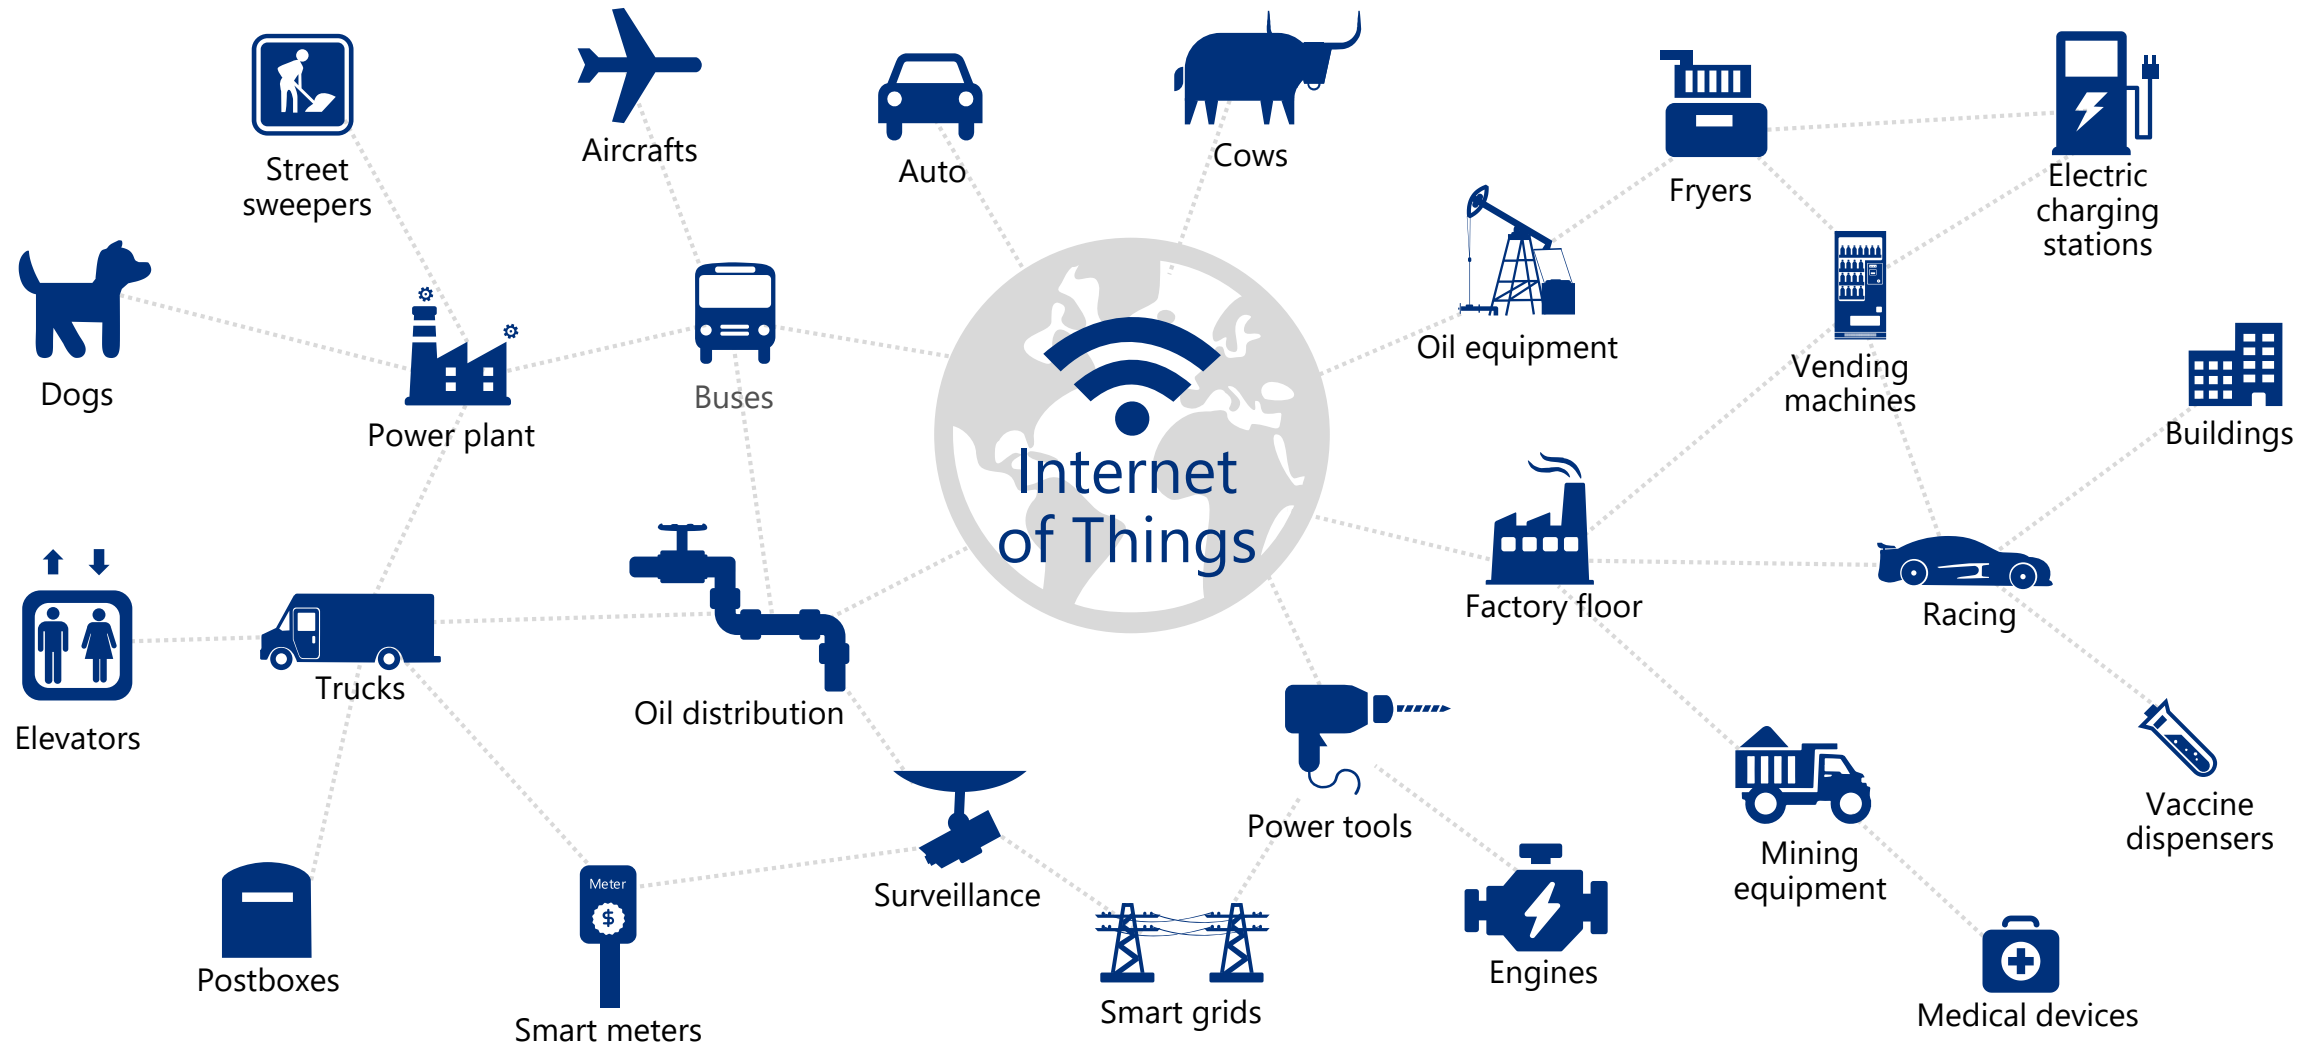 Street
sweepers
Aircrafts
Auto
Cows
Fryers
Electric
charging
stations
Dogs
Power plant
Buses
Oil equipment
Vending
machines
Buildings
Internet
of Things
Elevators
Trucks
Oil distribution
Factory floor
Racing
Power tools
Mining
equipment
Vaccine
dispensers
Postboxes
Meter
$
Smart meters
Surveillance
Smart grids
Engines
Medical devices